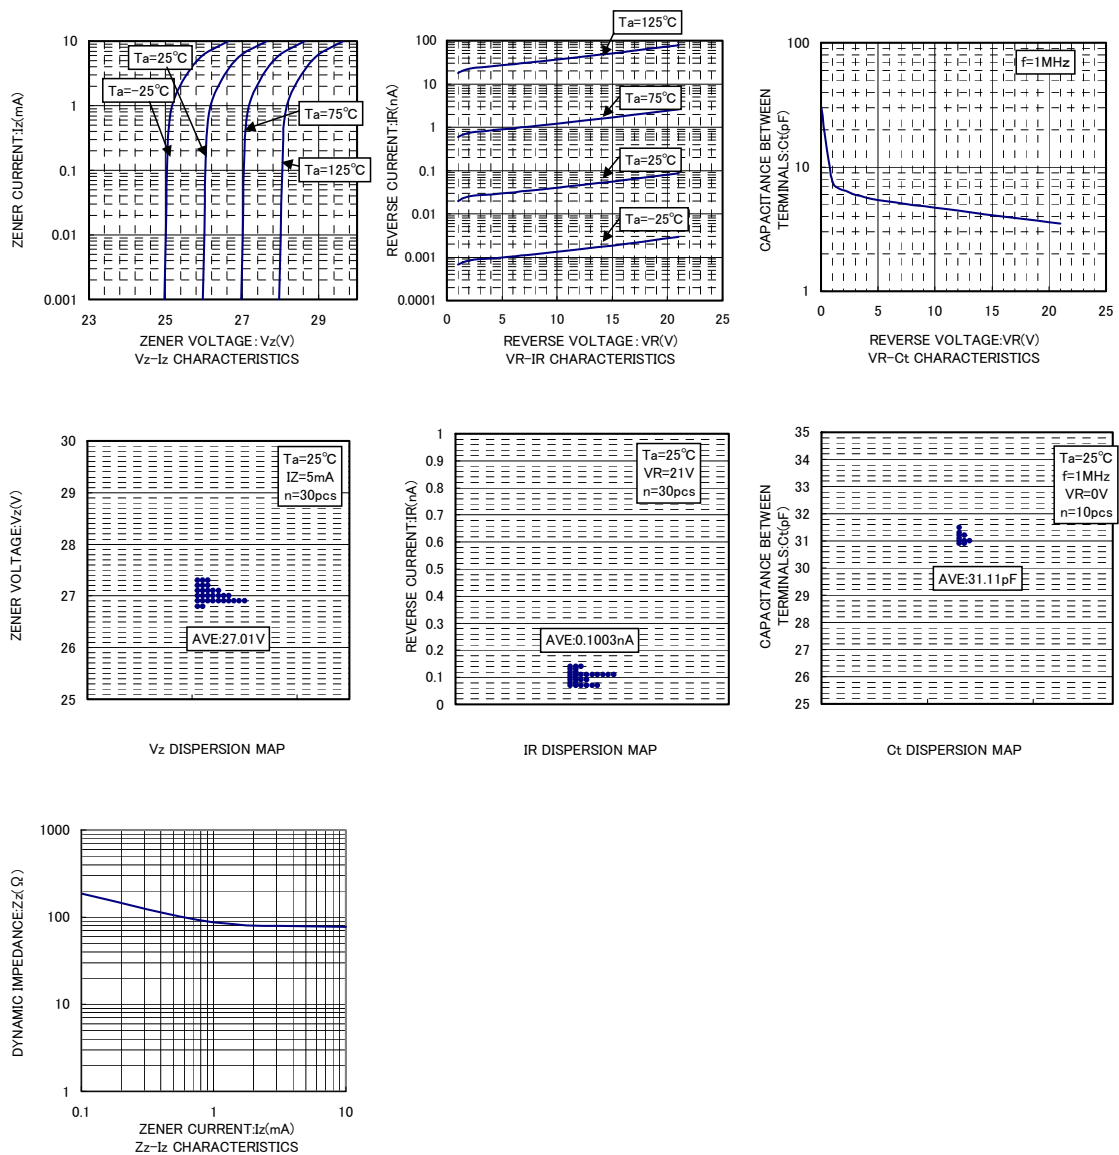 10
1
0.1
0.01
0.001
23
25
27
29
ZENER CURRENT:Iz(mA)
Ta=25℃
Ta=-25℃
Ta=75℃
Ta=125℃
ZENER VOLTAGE:Vz(V)
Vz-Iz CHARACTERISTICS
100
10
1
0.1
0.01
0.001
0.0001
0
5
10
15
20
25
REVERSE CURRENT:IR(nA)
Ta=125℃
Ta=75℃
Ta=25℃
Ta=-25℃
REVERSE VOLTAGE:VR(V)
VR-IR CHARACTERISTICS
100
10
1
0
5
10
15
20
25
CAPACITANCE BETWEEN
TERMINALS:Ct(pF)
f=1MHz
REVERSE VOLTAGE:VR(V)
VR-Ct CHARACTERISTICS
30
29
28
27
26
25
ZENER VOLTAGE:Vz(V)
Ta=25℃
IZ=5mA
n=30pcs
AVE:27.01V
Vz DISPERSION MAP
1
0.9
0.8
0.7
0.6
0.5
0.4
0.3
0.2
0.1
0
REVERSE CURRENT:IR(nA)
Ta=25℃
VR=21V
n=30pcs
AVE:0.1003nA
IR DISPERSION MAP
35
34
33
32
31
30
29
28
27
26
25
CAPACITANCE BETWEEN
TERMINALS:Ct(pF)
Ta=25℃
f=1MHz
VR=0V
n=10pcs
AVE:31.11pF
Ct DISPERSION MAP
1000
100
10
1
0.1
1
10
DYNAMIC IMPEDANCE:Zz(Ω)
ZENER CURRENT:Iz(mA)
Zz-Iz CHARACTERISTICS